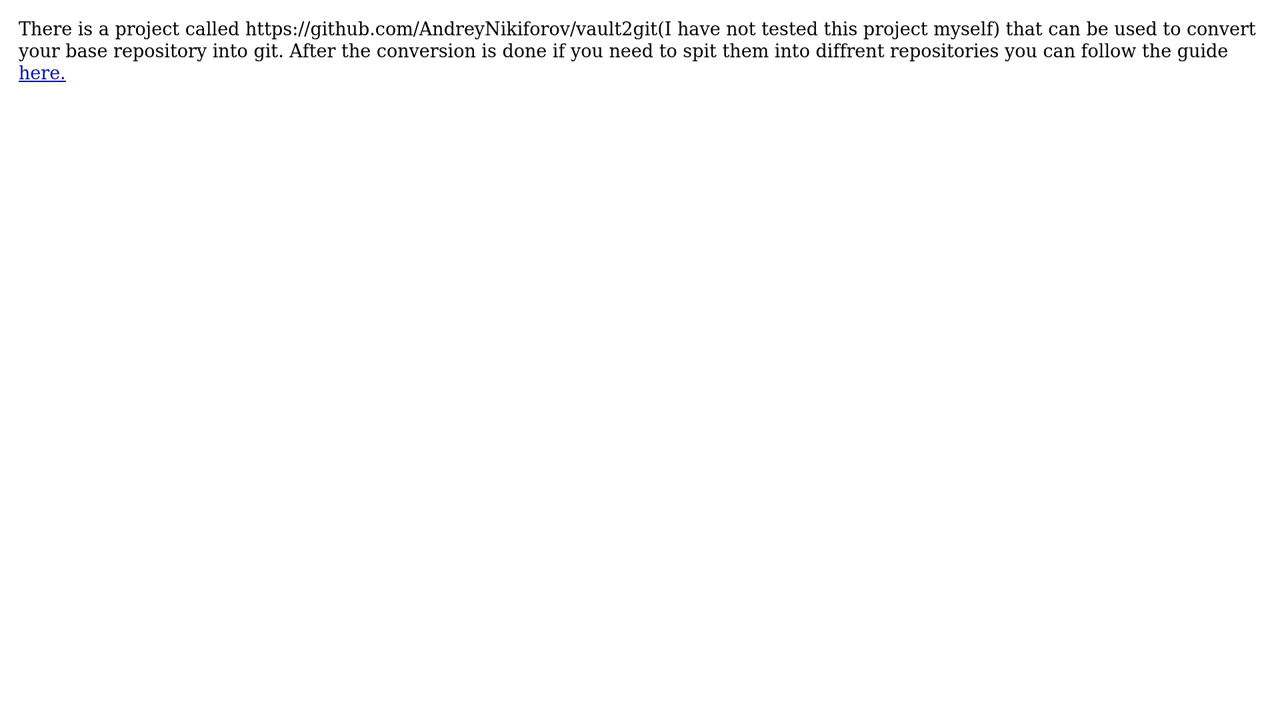 There is a project called https://github.com/AndreyNikiforov/vault2git(I have not tested this project myself) that can be used to convert
your base repository into git. After the conversion is done if you need to spit them into diffrent repositories you can follow the guide
here.